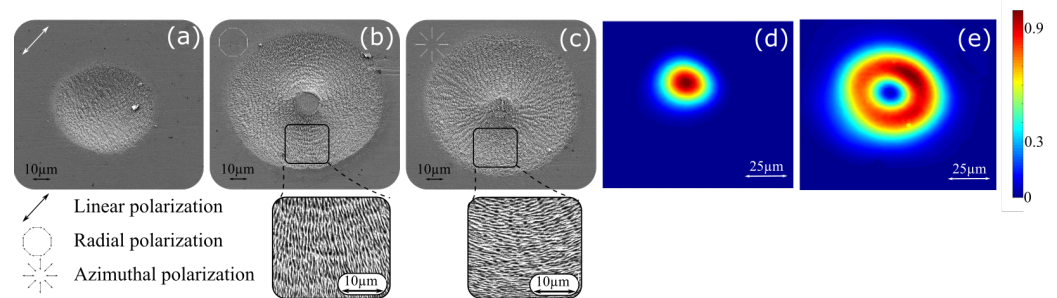 (a)
(b)
(c)
(d)
(e)
0.9
0.3
0
10μm
10μm
10μm
25μm
25μm
Linear polarization
Radial polarization
Azimuthal polarization
10μm
10μm